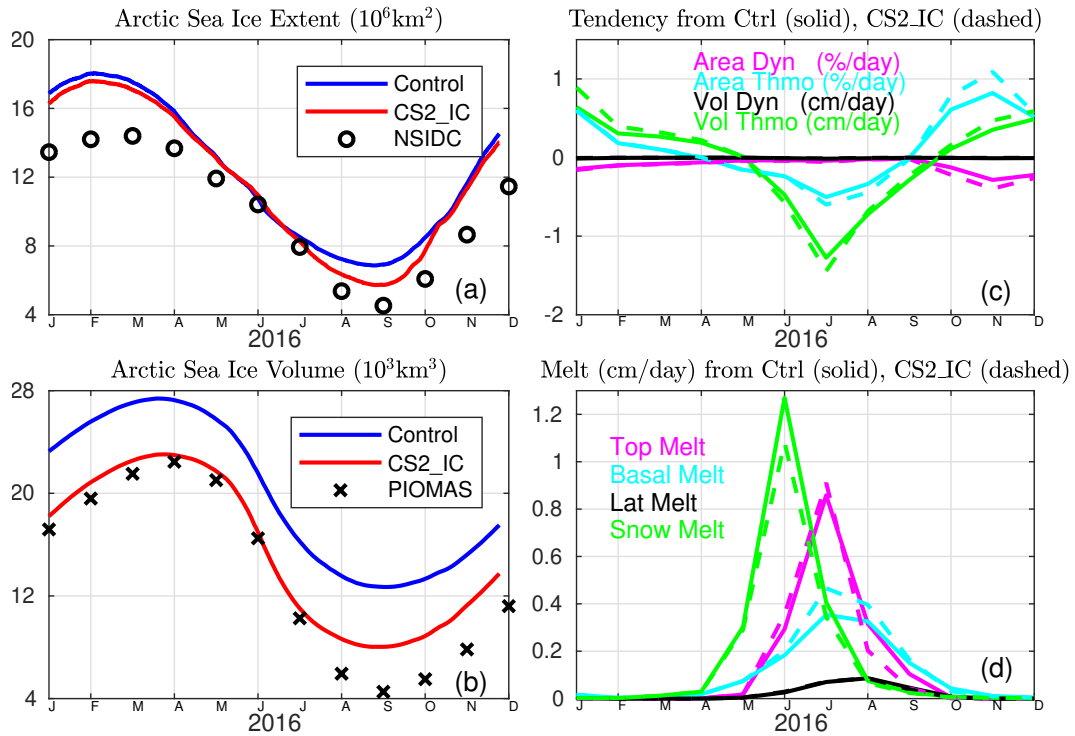 Arctic Sea Ice Extent (10⁶km²)
20
16
12
8
4
Control
CS2_IC
NSIDC
(a)
J F M A M J J A S O N D
2016
Arctic Sea Ice Volume (10³km³)
28
20
12
4
Control
CS2_IC
PIOMAS
(b)
J F M A M J J A S O N D
2016
Tendency from Ctrl (solid), CS2_IC (dashed)
1
0
-1
-2
Area Dyn (%/day)
Area Thmo (%/day)
Vol Dyn (cm/day)
Vol Thmo (cm/day)
(c)
J F M A M J J A S O N D
2016
Melt (cm/day) from Ctrl (solid), CS2_IC (dashed)
1.2
1
0.8
0.6
0.4
0.2
0
Top Melt
Basal Melt
Lat Melt
Snow Melt
(d)
J F M A M J J A S O N D
2016